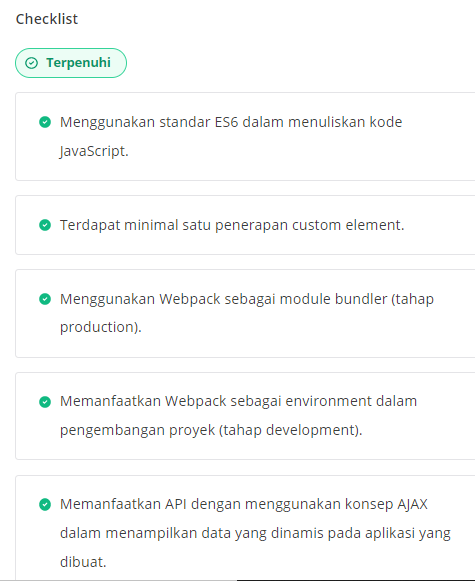 Checklist
Terpenuhi
Menggunakan standar ES6 dalam menuliskan kode
JavaScript.
Terdapat minimal satu penerapan custom element.
Menggunakan Webpack sebagai module bundler (tahap
production).
Memanfaatkan Webpack sebagai environment dalam
pengembangan proyek (tahap development).
Memanfaatkan API dengan menggunakan konsep AJAX
dalam menampilkan data yang dinamis pada aplikasi yang
dibuat.